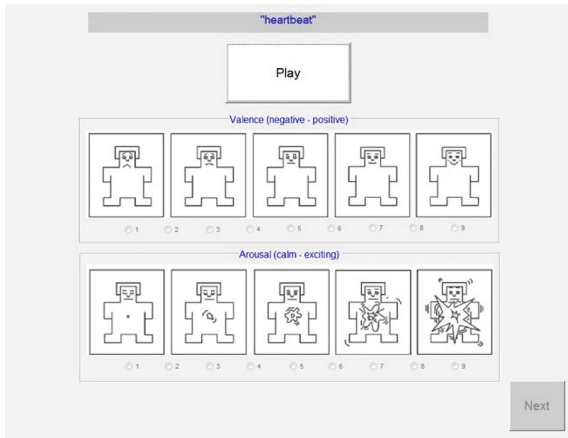 "heartbeat"
Play
Valence (negative - positive)
1 2 3 4 5 6 7 8 9
Arousal (calm - exciting)
1 2 3 4 5 6 7 8 9
Next